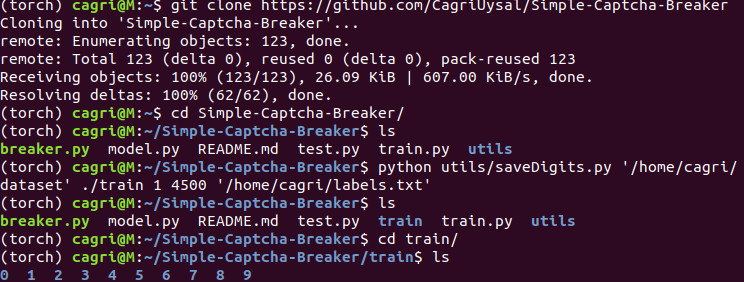 (torch) cagri@M:~$ git clone https://github.com/CagriUysal/Simple-Captcha-Breaker
Cloning into 'Simple-Captcha-Breaker'...
remote: Enumerating objects: 123, done.
remote: Total 123 (delta 0), reused 0 (delta 0), pack-reused 123
Receiving objects: 100% (123/123), 26.09 KiB | 607.00 KiB/s, done.
Resolving deltas: 100% (62/62), done.
(torch) cagri@M:~$ cd Simple-Captcha-Breaker/
(torch) cagri@M:~/Simple-Captcha-Breaker$ ls
breaker.py  model.py  README.md  test.py  train.py  utils
(torch) cagri@M:~/Simple-Captcha-Breaker$ python utils/saveDigits.py '/home/cagri/
dataset' ./train 1 4500 '/home/cagri/labels.txt'
(torch) cagri@M:~/Simple-Captcha-Breaker$ ls
breaker.py  model.py  README.md  test.py  train  train.py  utils
(torch) cagri@M:~/Simple-Captcha-Breaker$ cd train/
(torch) cagri@M:~/Simple-Captcha-Breaker/train$ ls
0  1  2  3  4  5  6  7  8  9